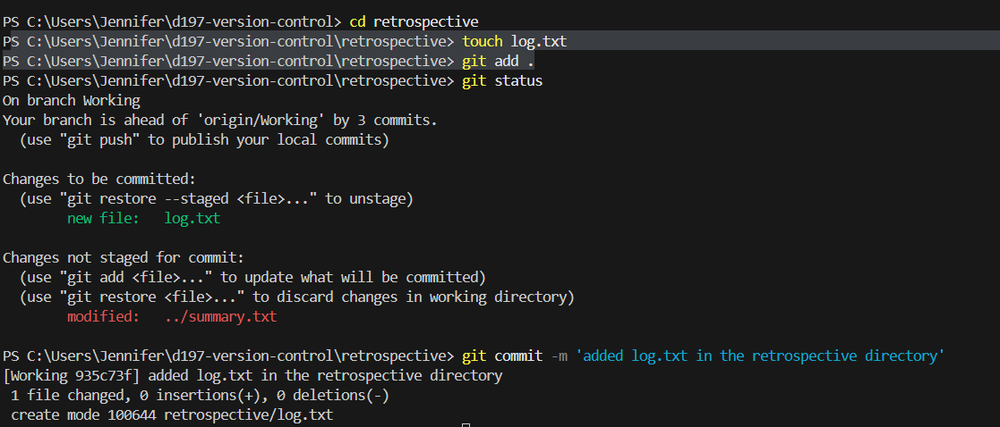 PS C:\Users\Jennifer\d197-version-control> cd retrospective
PS C:\Users\Jennifer\d197-version-control\retrospective> touch log.txt
PS C:\Users\Jennifer\d197-version-control\retrospective> git add .
PS C:\Users\Jennifer\d197-version-control\retrospective> git status
On branch Working
Your branch is ahead of 'origin/Working' by 3 commits.
  (use "git push" to publish your local commits)

Changes to be committed:
  (use "git restore --staged <file>..." to unstage)
        new file:   log.txt

Changes not staged for commit:
  (use "git add <file>..." to update what will be committed)
  (use "git restore <file>..." to discard changes in working directory)
        modified:   ../summary.txt

PS C:\Users\Jennifer\d197-version-control\retrospective> git commit -m 'added log.txt in the retrospective directory'
[Working 935c73f] added log.txt in the retrospective directory
 1 file changed, 0 insertions(+), 0 deletions(-)
 create mode 100644 retrospective/log.txt